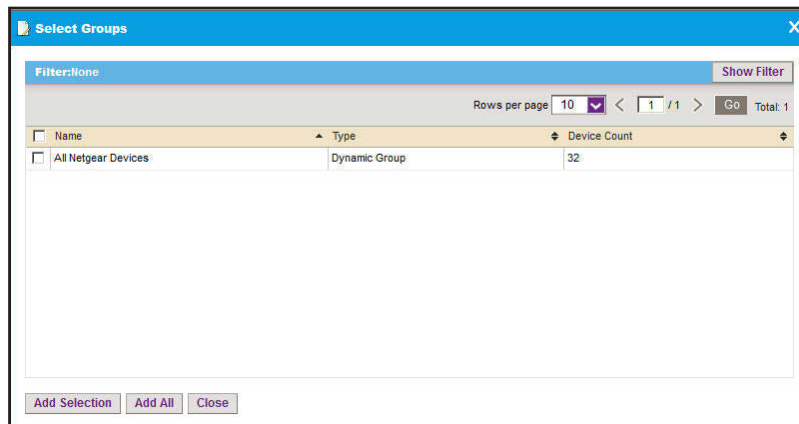 Select Groups X
Filter:None Show Filter
Rows per page 10 < 1 / 1 > Go Total: 1
Name Type Device Count
All Netgear Devices Dynamic Group 32
Add Selection Add All Close